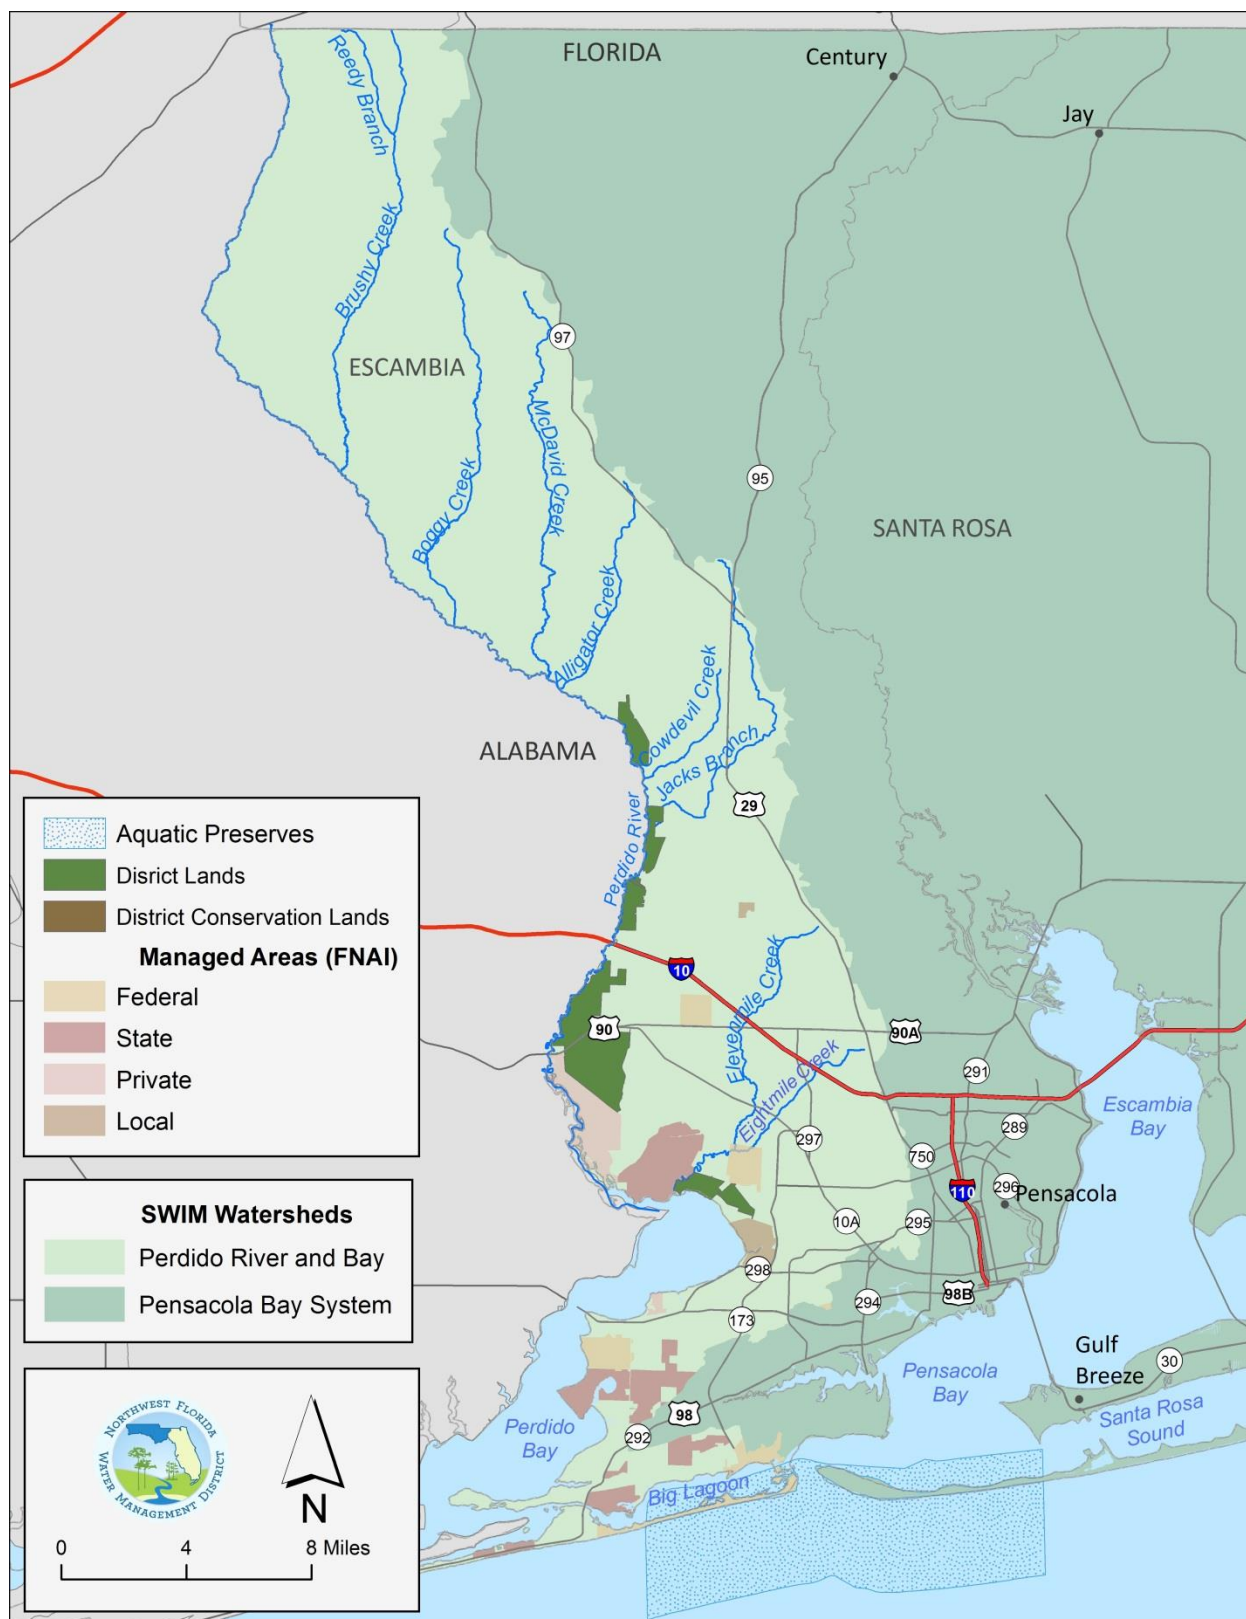 FLORIDA
Century
Jay
Reedy Branch
Brushy Creek
97
ESCAMBIA
McDavid Creek
Boggy Creek
95
SANTA ROSA
Alligator Creek
Cowdevil Creek
ALABAMA
Jacks Branch
29
Perdido River
Aquatic Preserves
Disrict Lands
District Conservation Lands
Managed Areas (FNAI)
Federal
State
Private
Local
10
Elevenmile Creek
90
90A
Eightmile Creek
291
Escambia
Bay
289
297
750
110
296
Pensacola
10A
295
SWIM Watersheds
Perdido River and Bay
Pensacola Bay System
298
294
98B
173
Gulf
Breeze
30
Pensacola
Bay
98
Santa Rosa
Sound
292
Perdido
Bay
Big Lagoon
NORTHWEST FLORIDA
WATER MANAGEMENT DISTRICT
N
0 4 8 Miles